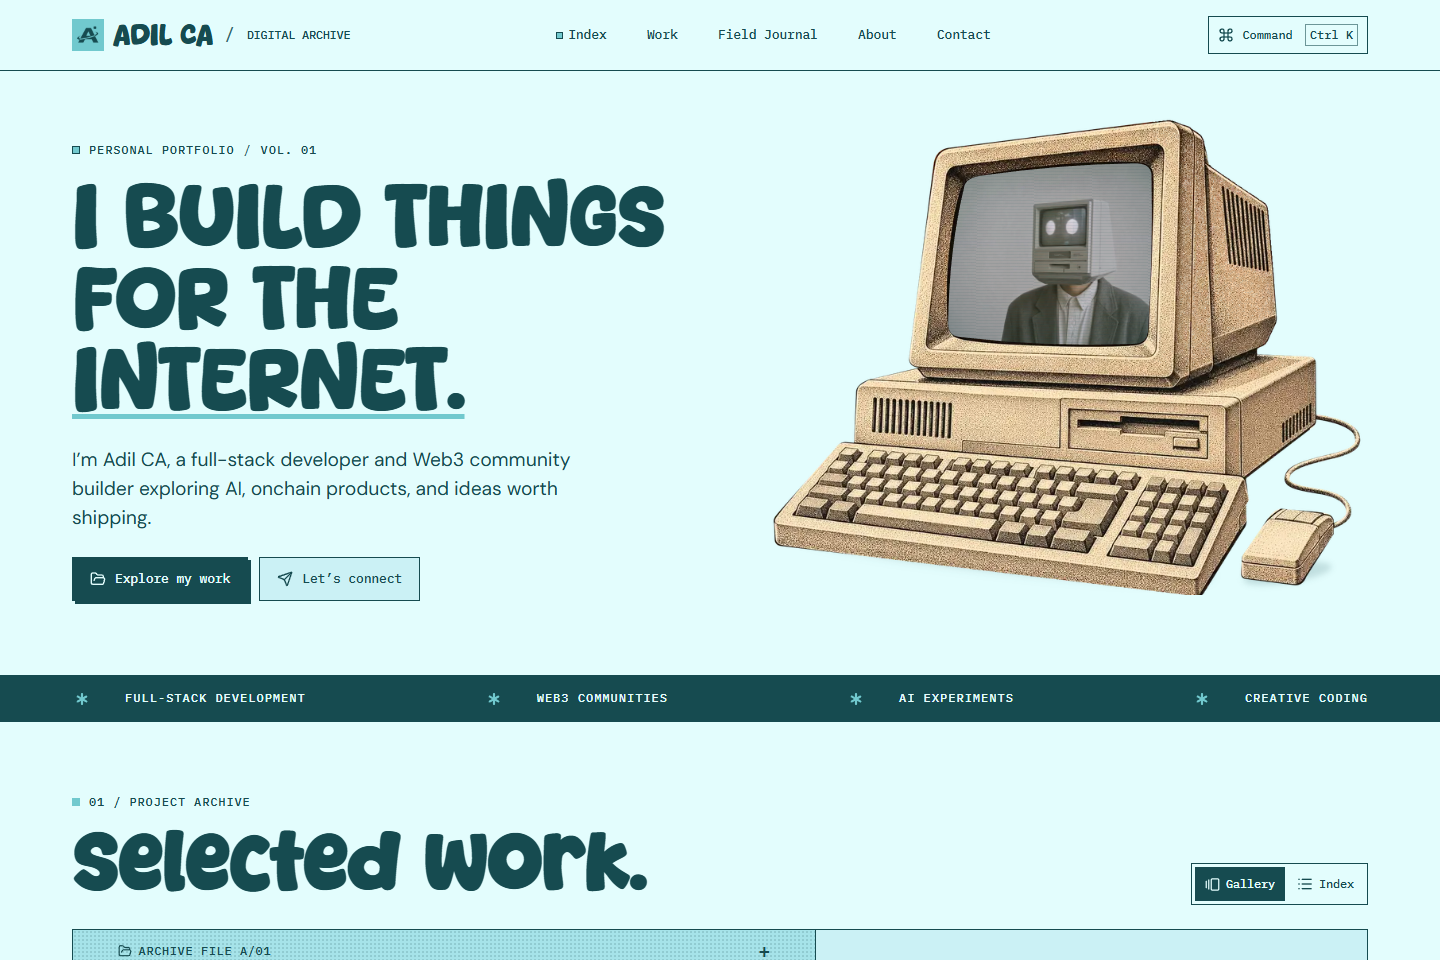 ADIL CA / DIGITAL ARCHIVE
Index Work Field Journal About Contact
Command Ctrl K
PERSONAL PORTFOLIO / VOL. 01
I BUILD THINGS
FOR THE
INTERNET.
I’m Adil CA, a full-stack developer and Web3 community
builder exploring AI, onchain products, and ideas worth
shipping.
Explore my work
Let’s connect
FULL-STACK DEVELOPMENT
WEB3 COMMUNITIES
AI EXPERIMENTS
CREATIVE CODING
01 / PROJECT ARCHIVE
selected work.
Gallery Index
ARCHIVE FILE A/01 +